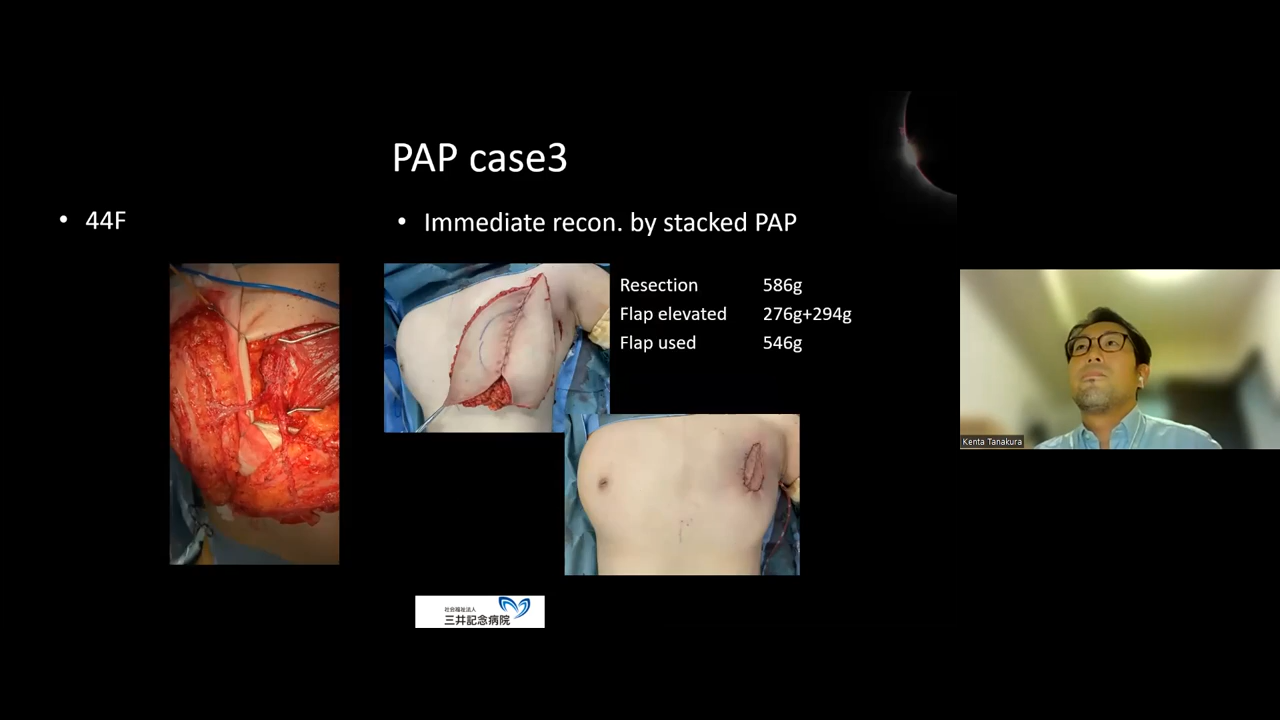 PAP case3
• 44F
• Immediate recon. by stacked PAP
Resection 586g
Flap elevated 276g+294g
Flap used 546g
Kenta Tanakura
社会福祉法人
三井記念病院